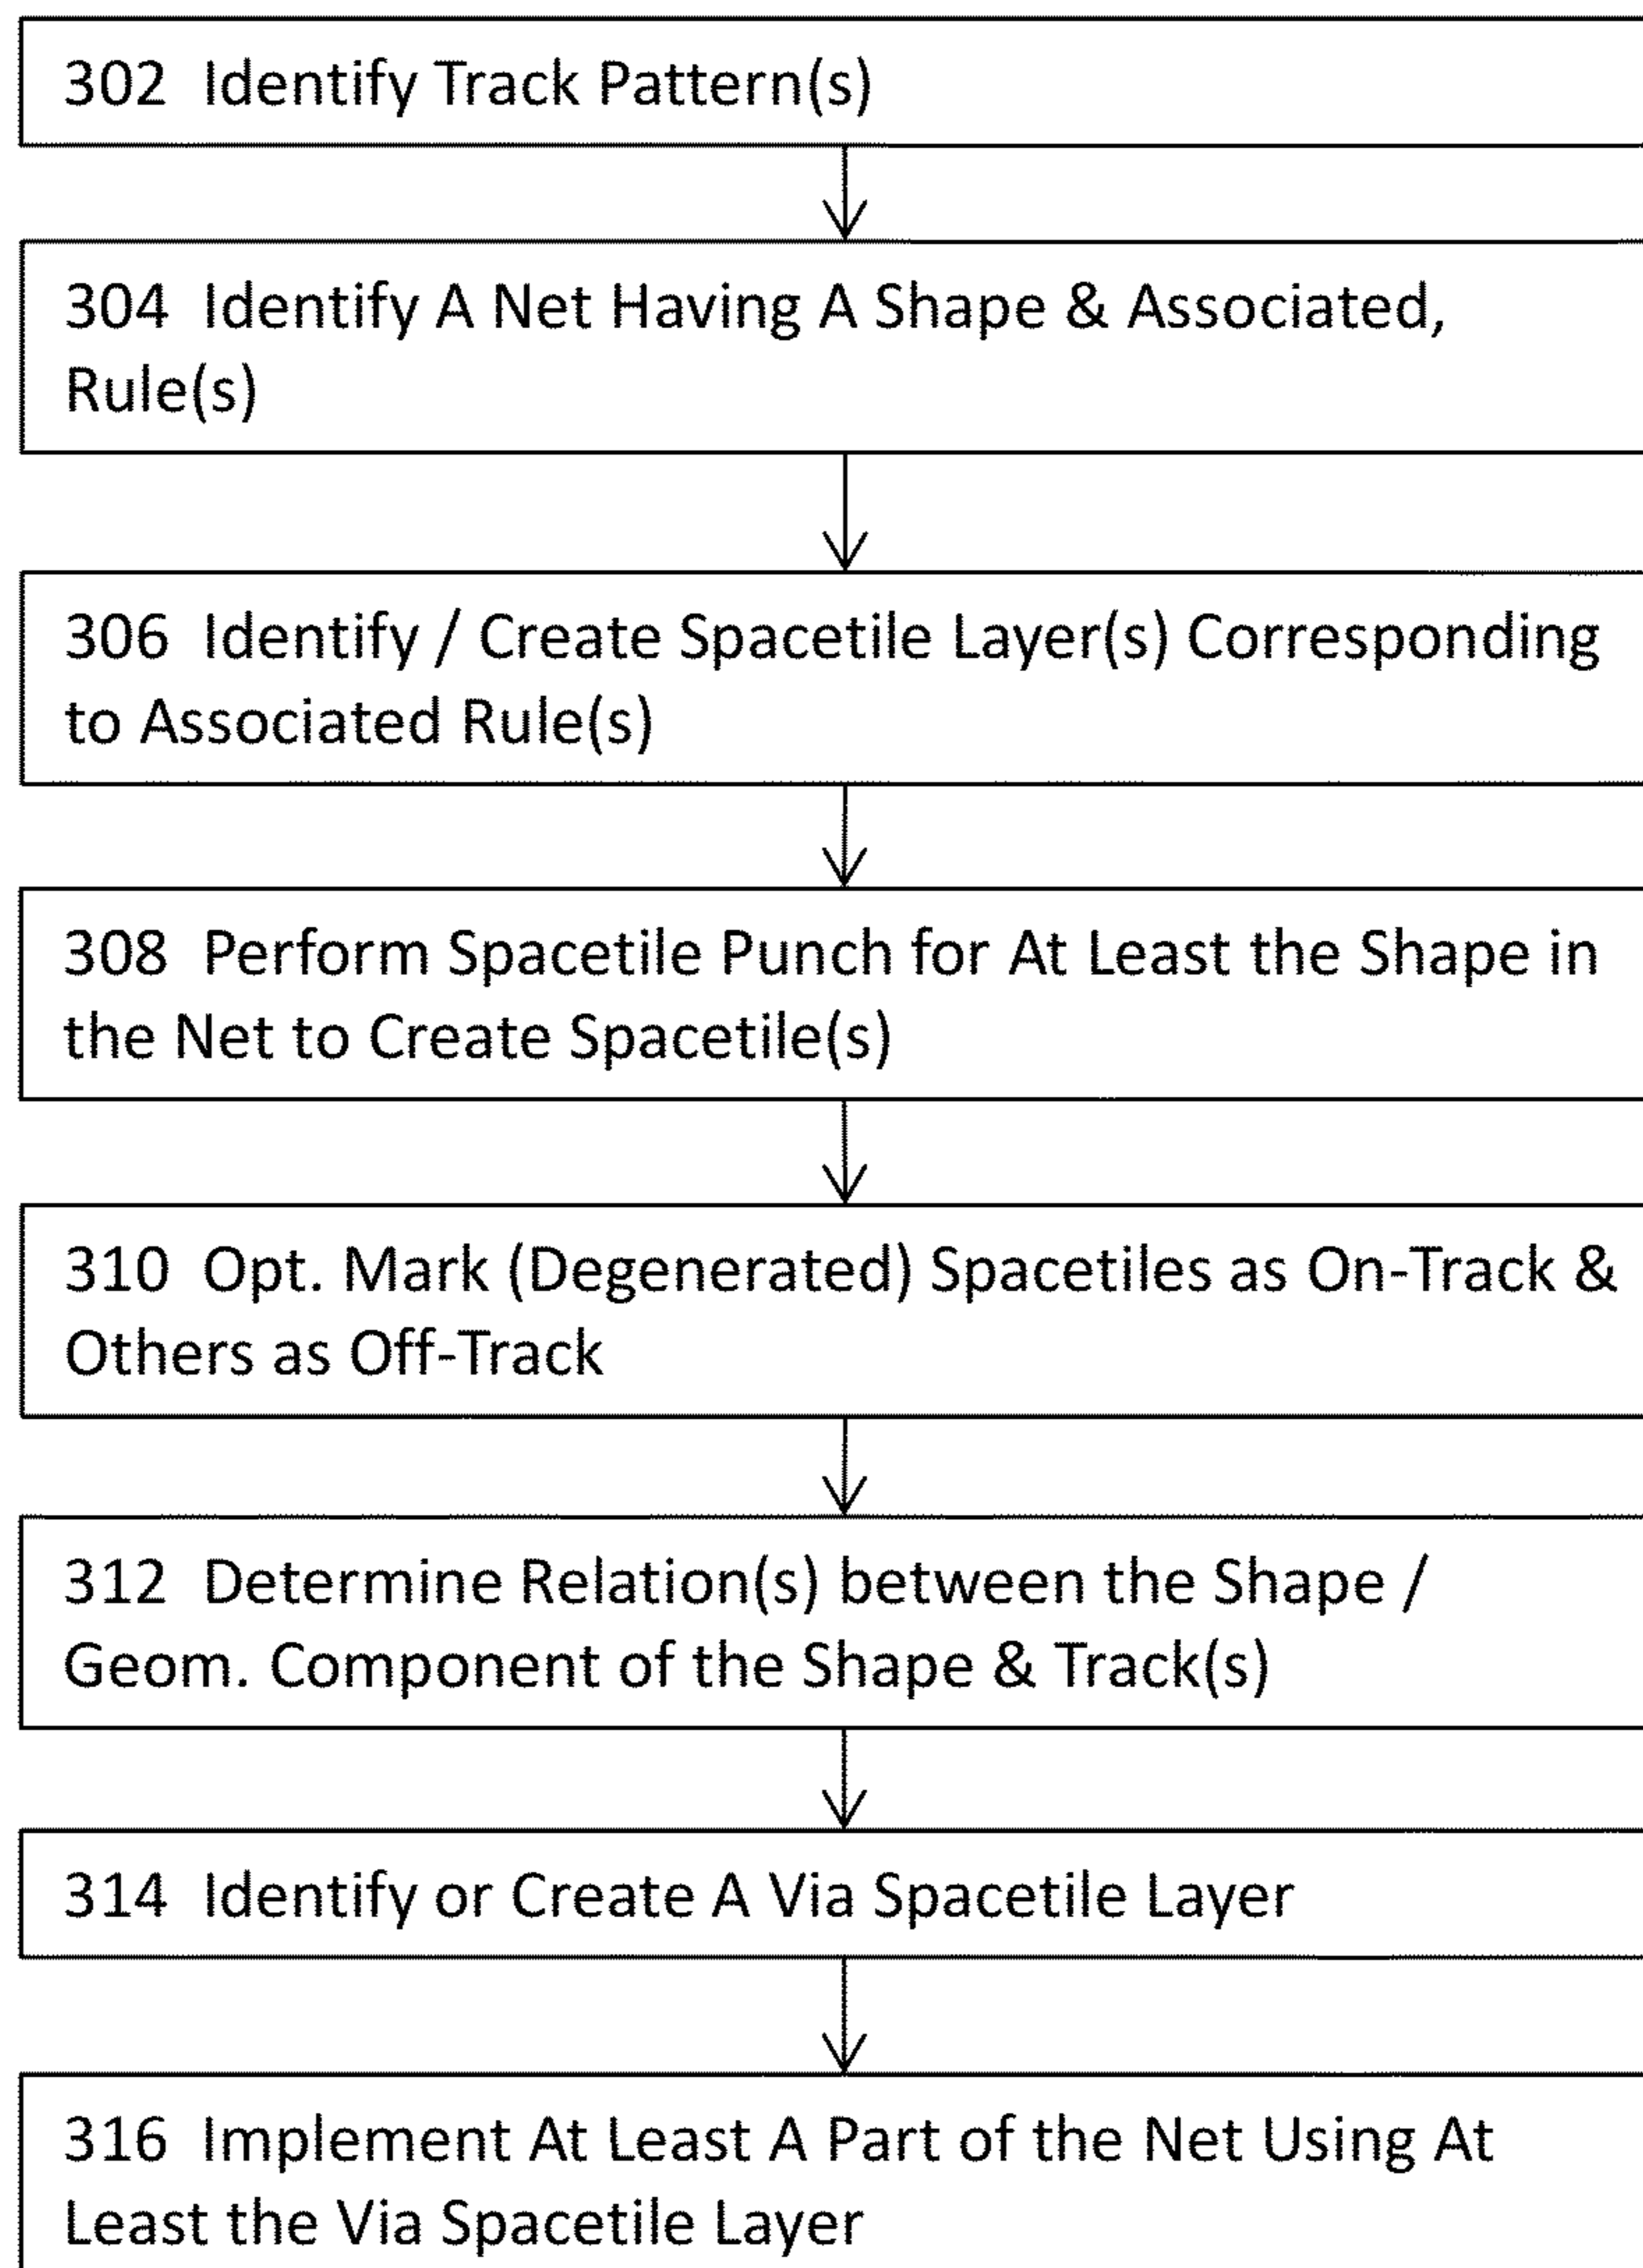 302 Identify Track Pattern(s)
304 Identify A Net Having A Shape & Associated,
Rule(s)
306 Identify / Create Spacetile Layer(s) Corresponding
to Associated Rule(s)
308 Perform Spacetile Punch for At Least the Shape in
the Net to Create Spacetile(s)
310 Opt. Mark (Degenerated) Spacetiles as On-Track &
Others as Off-Track
312 Determine Relation(s) between the Shape /
Geom. Component of the Shape & Track(s)
314 Identify or Create A Via Spacetile Layer
316 Implement At Least A Part of the Net Using At
Least the Via Spacetile Layer